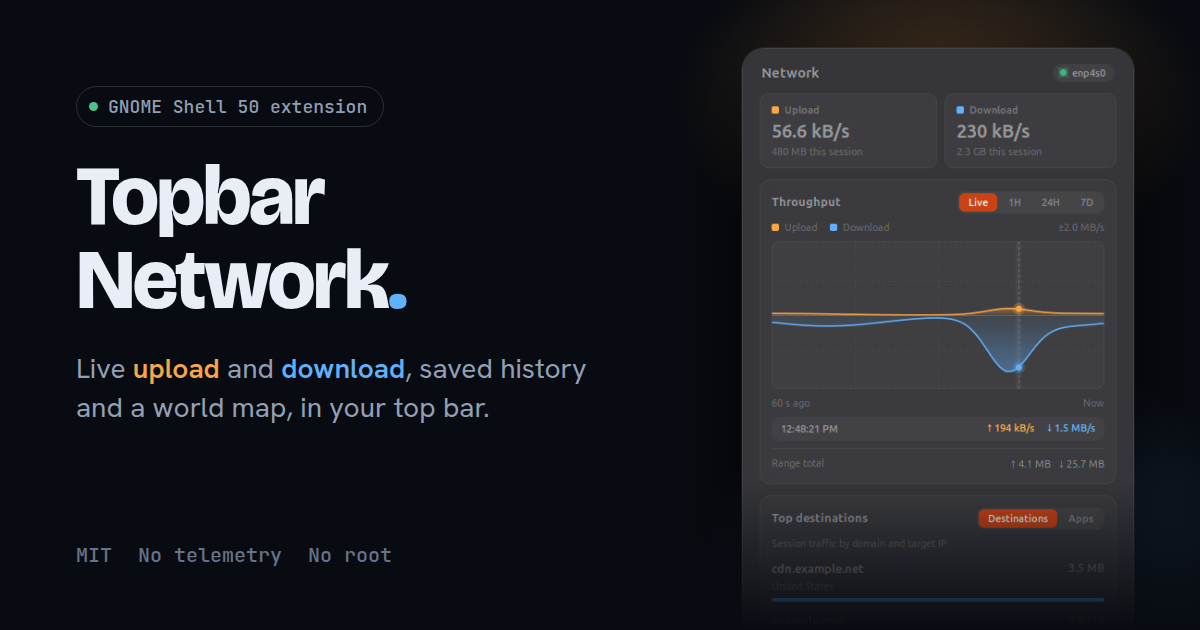 GNOME Shell 50 extension
Topbar
Network.
Live upload and download, saved history
and a world map, in your top bar.
MIT No telemetry No root
Network
enp4s0
Upload
56.6 kB/s
480 MB this session
Download
230 kB/s
2.3 GB this session
Throughput
Live 1H 24H 7D
Upload Download
±2.0 MB/s
60 s ago
Now
12:48:21 PM
↑ 194 kB/s ↓ 1.5 MB/s
Range total
↑ 4.1 MB ↓ 25.7 MB
Top destinations
Destinations Apps
Session traffic by domain and target IP
cdn.example.net
3.5 MB
United States